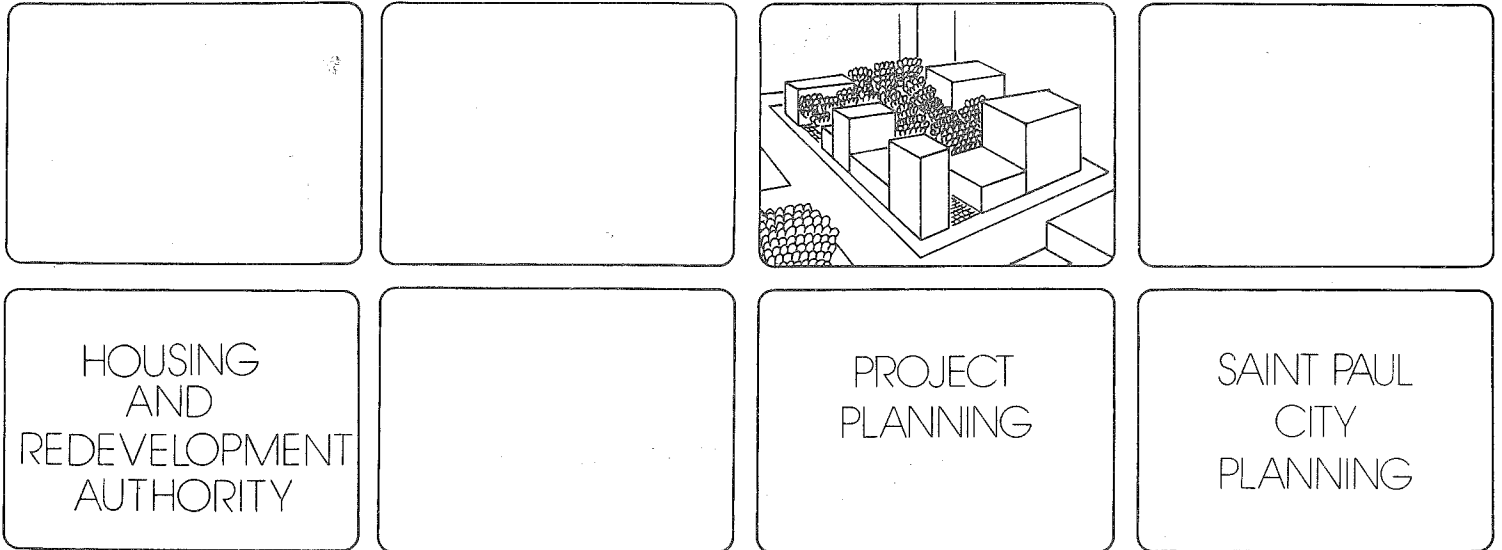 HOUSING
AND
REDEVELOPMENT
AUTHORITY
PROJECT
PLANNING
SAINT PAUL
CITY
PLANNING